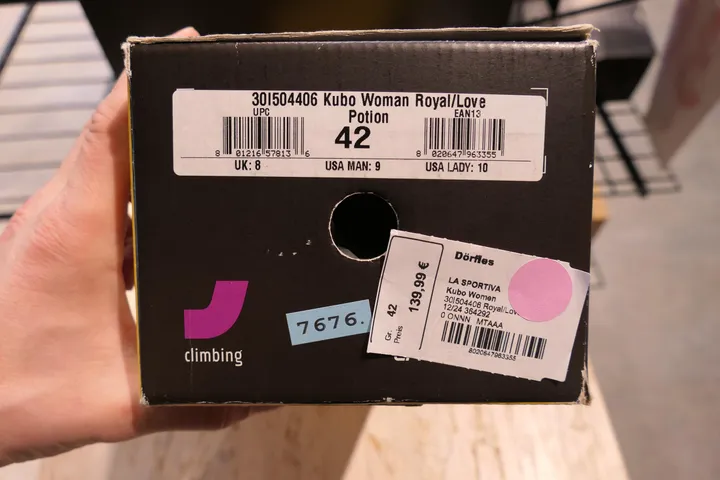 30I504406 Kubo Woman Royal/Love
Potion
UPC
EAN13
42
8 01216 57813 6
8 020647 963355
UK: 8
USA MAN: 9
USA LADY: 10
climbing
7676.
Gr. 42
Preis 139,99 €
Dörfles
LA SPORTIVA
Kubo Women
30I504406 Royal/Lov
12/24 364292
0 ONNN MTAAA
8020647963355